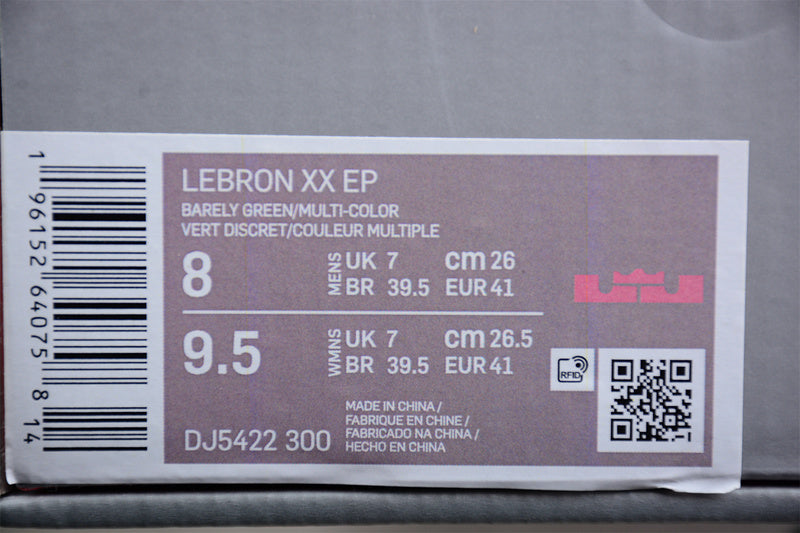 LEBRON XX EP
BARELY GREEN/MULTI-COLOR
VERT DISCRET/COULEUR MULTIPLE
8 MENS UK 7 cm 26
BR 39.5 EUR 41
9.5 WMNS UK 7 cm 26.5
BR 39.5 EUR 41
RFID
MADE IN CHINA /
FABRIQUE EN CHINE /
FABRICADO NA CHINA /
HECHO EN CHINA
DJ5422 300
1 96152 64075 8 14